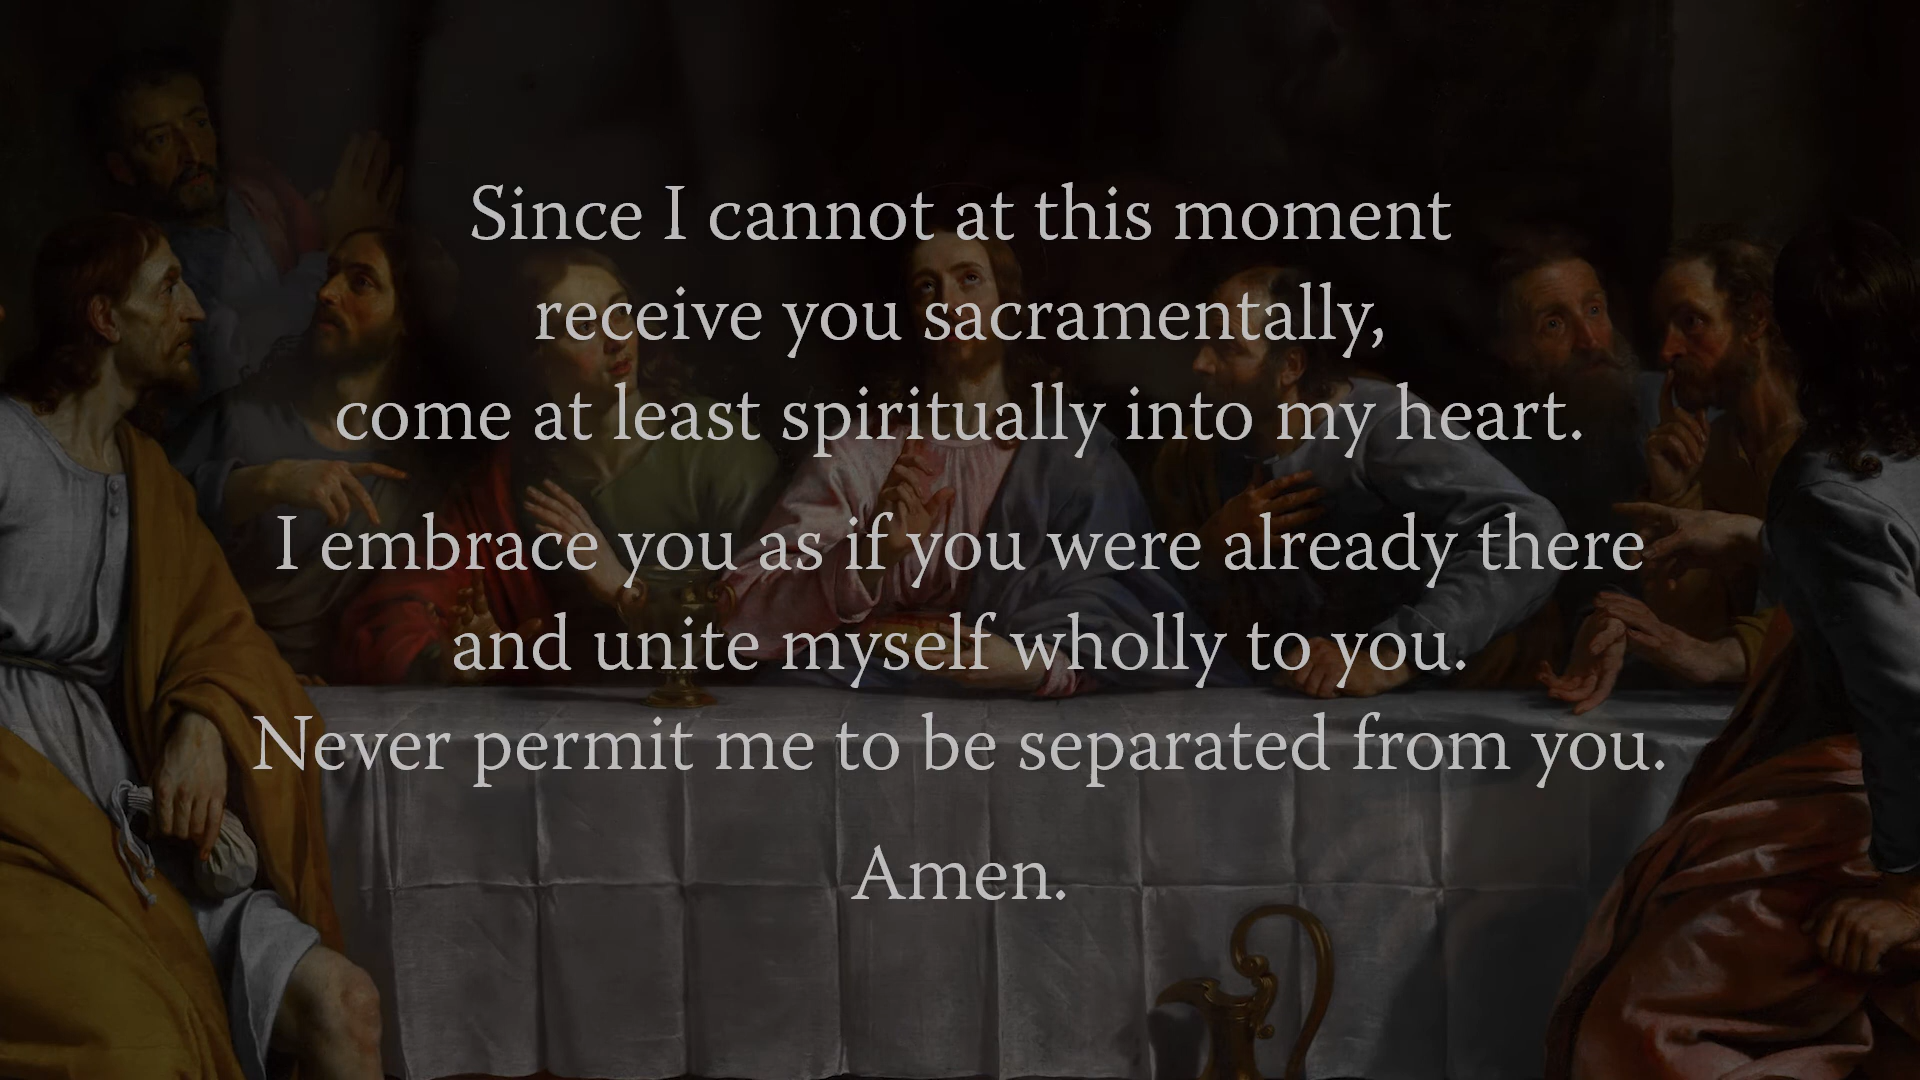 Since I cannot at this moment
receive you sacramentally,
come at least spiritually into my heart.
I embrace you as if you were already there
and unite myself wholly to you.
Never permit me to be separated from you.
Amen.